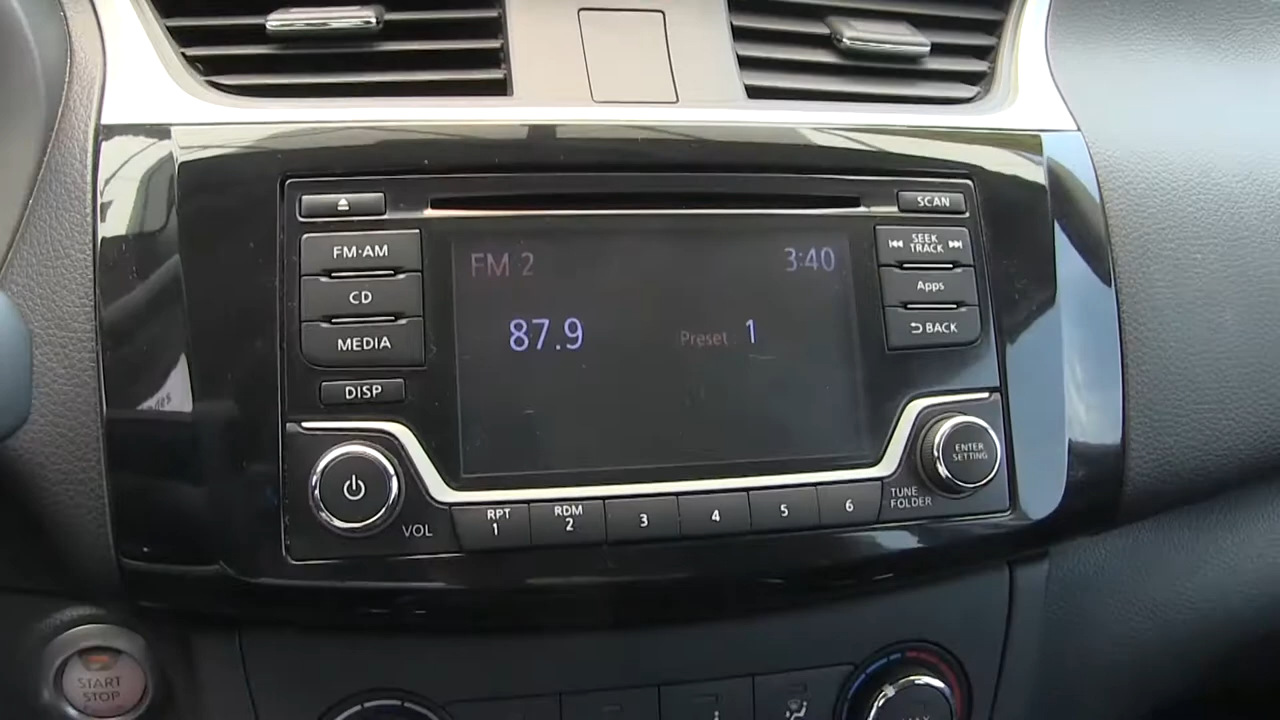 SCAN
FM·AM
SEEK
TRACK
FM 2
3:40
CD
Apps
87.9
Preset 1
BACK
MEDIA
DISP
ENTER
SETTING
VOL
TUNE
FOLDER
RPT
1
RDM
2
3
4
5
6
START
STOP